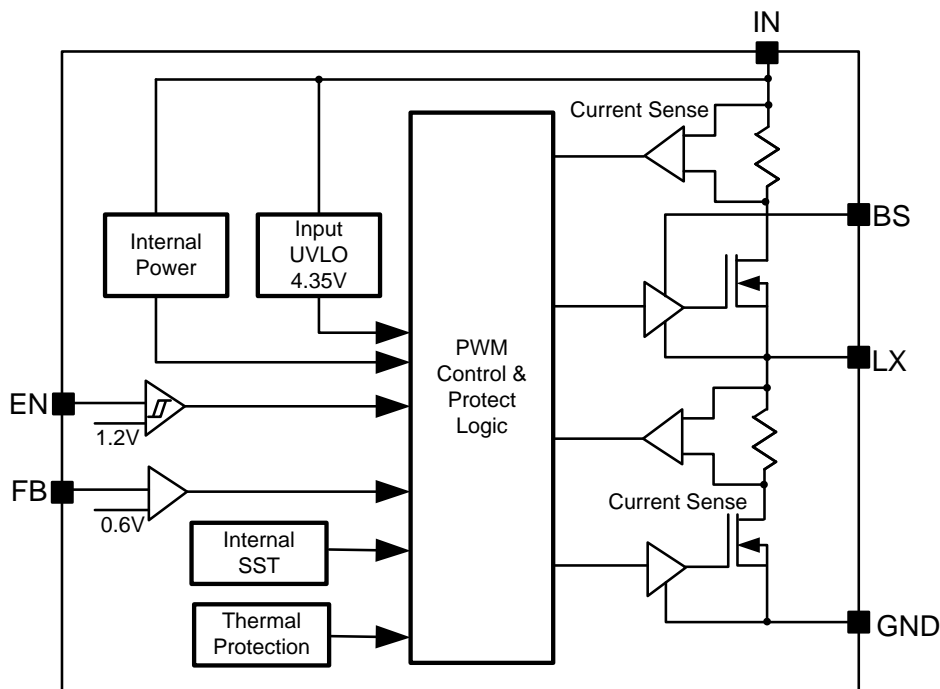 IN
Current Sense
BS
Internal
Power
Input
UVLO
4.35V
PWM
Control &
Protect
Logic
LX
EN
1.2V
FB
0.6V
Current Sense
Internal
SST
Thermal
Protection
GND